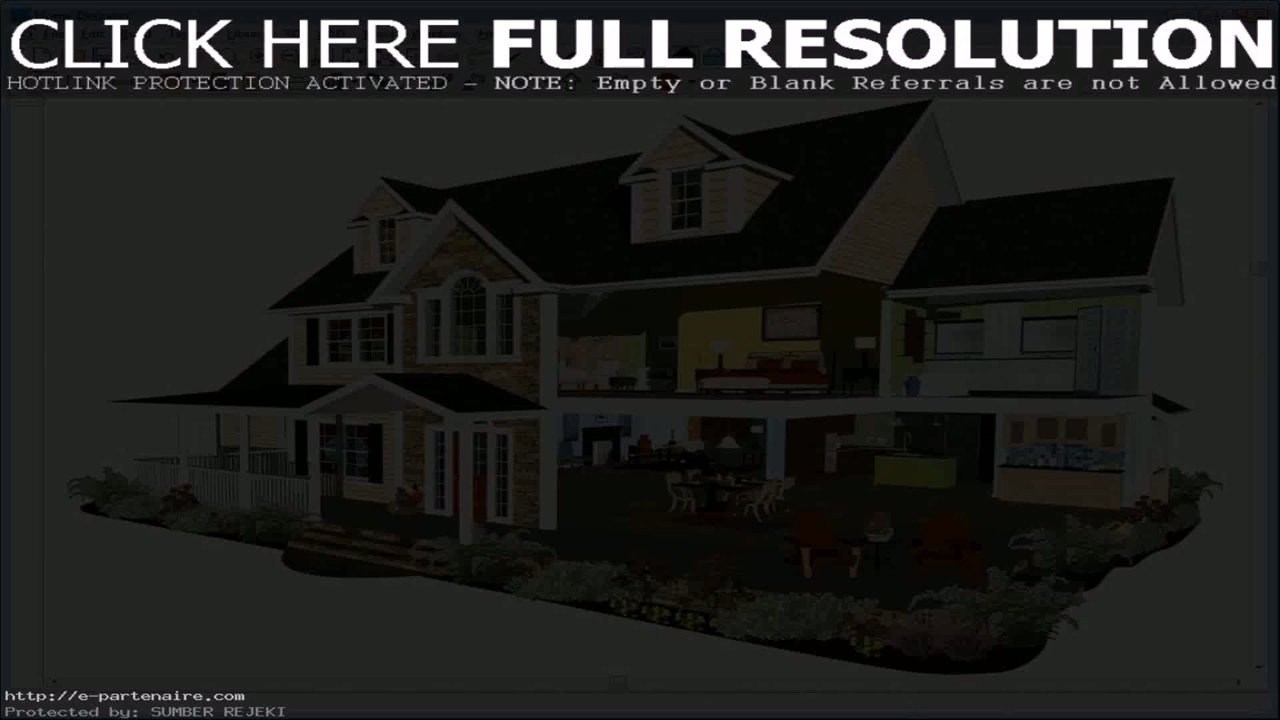 CLICK HERE FULL RESOLUTION
HOTLINK PROTECTION ACTIVATED - NOTE: Empty or Blank Referrals are not Allowed
http://e-partenaire.com
Protected by: SUMBER REJEKI